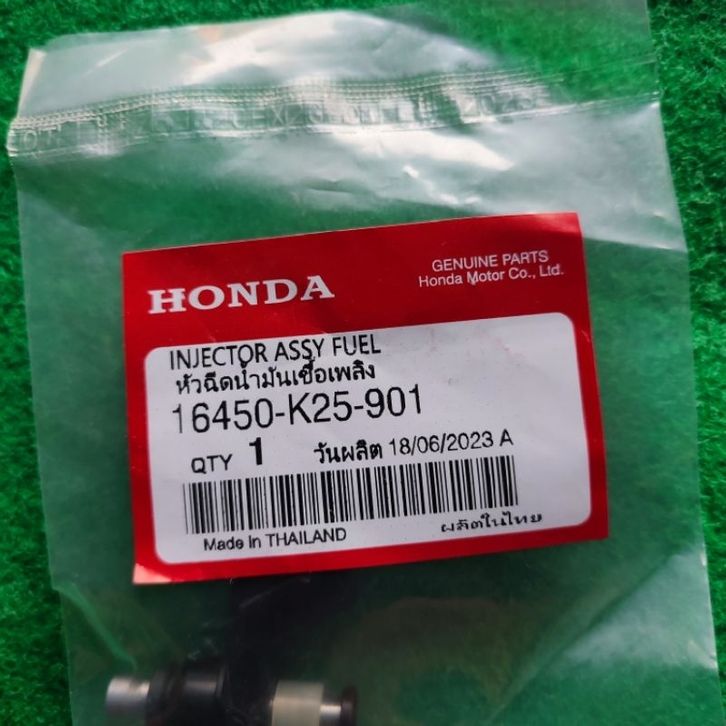 HONDA
GENUINE PARTS
Honda Motor Co., Ltd.
INJECTOR ASSY FUEL
หัวฉีดน้ำมันเชื้อเพลิง
16450-K25-901
QTY 1 วันผลิต 18/06/2023 A
Made in THAILAND
ผลิตในไทย